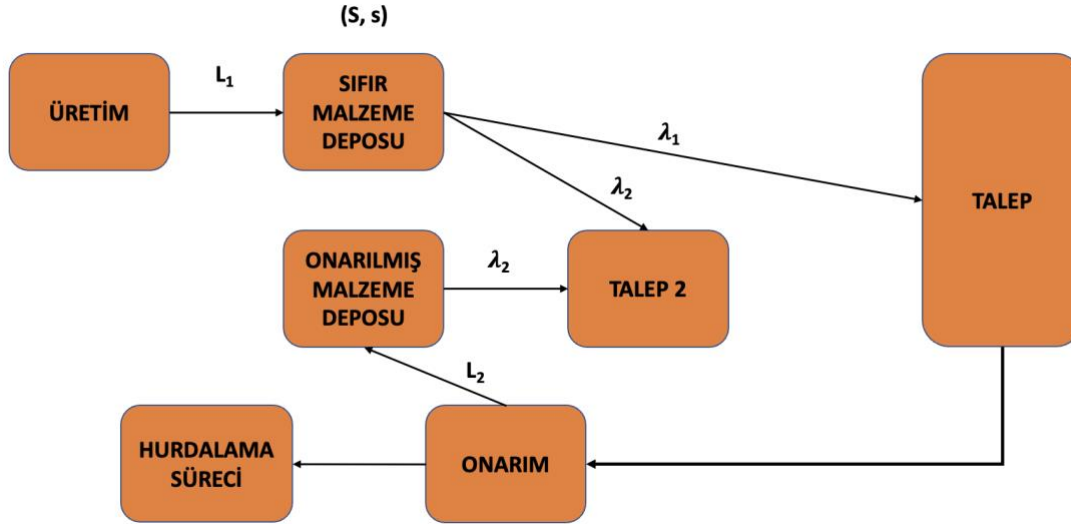 (S, s)
ÜRETİM
L₁
SIFIR
MALZEME
DEPOSU
λ₁
λ₂
TALEP
ONARILMIŞ
MALZEME
DEPOSU
λ₂
TALEP 2
L₂
HURDALAMA
SÜRECİ
ONARIM